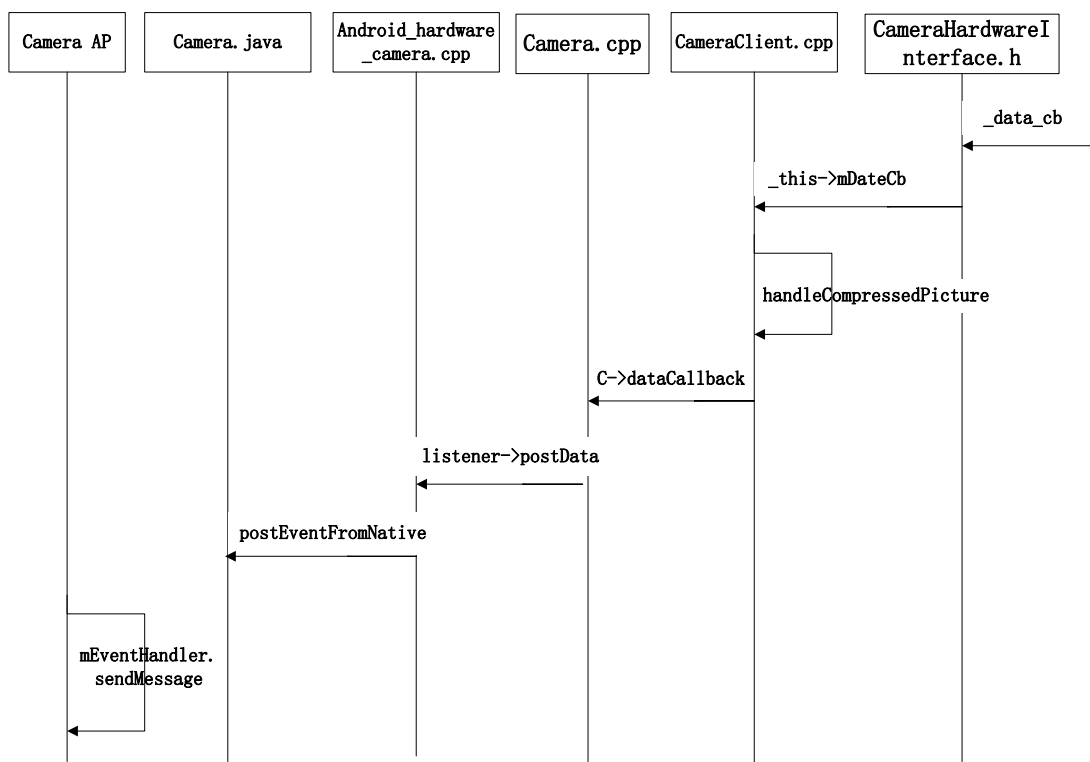 Camera AP
Camera.java
Android_hardware
_camera.cpp
Camera.cpp
CameraClient.cpp
CameraHardwareI
nterface.h
_data_cb
_this->mDateCb
handleCompressedPicture
C->dataCallback
listener->postData
postEventFromNative
mEventHandler.
sendMessage